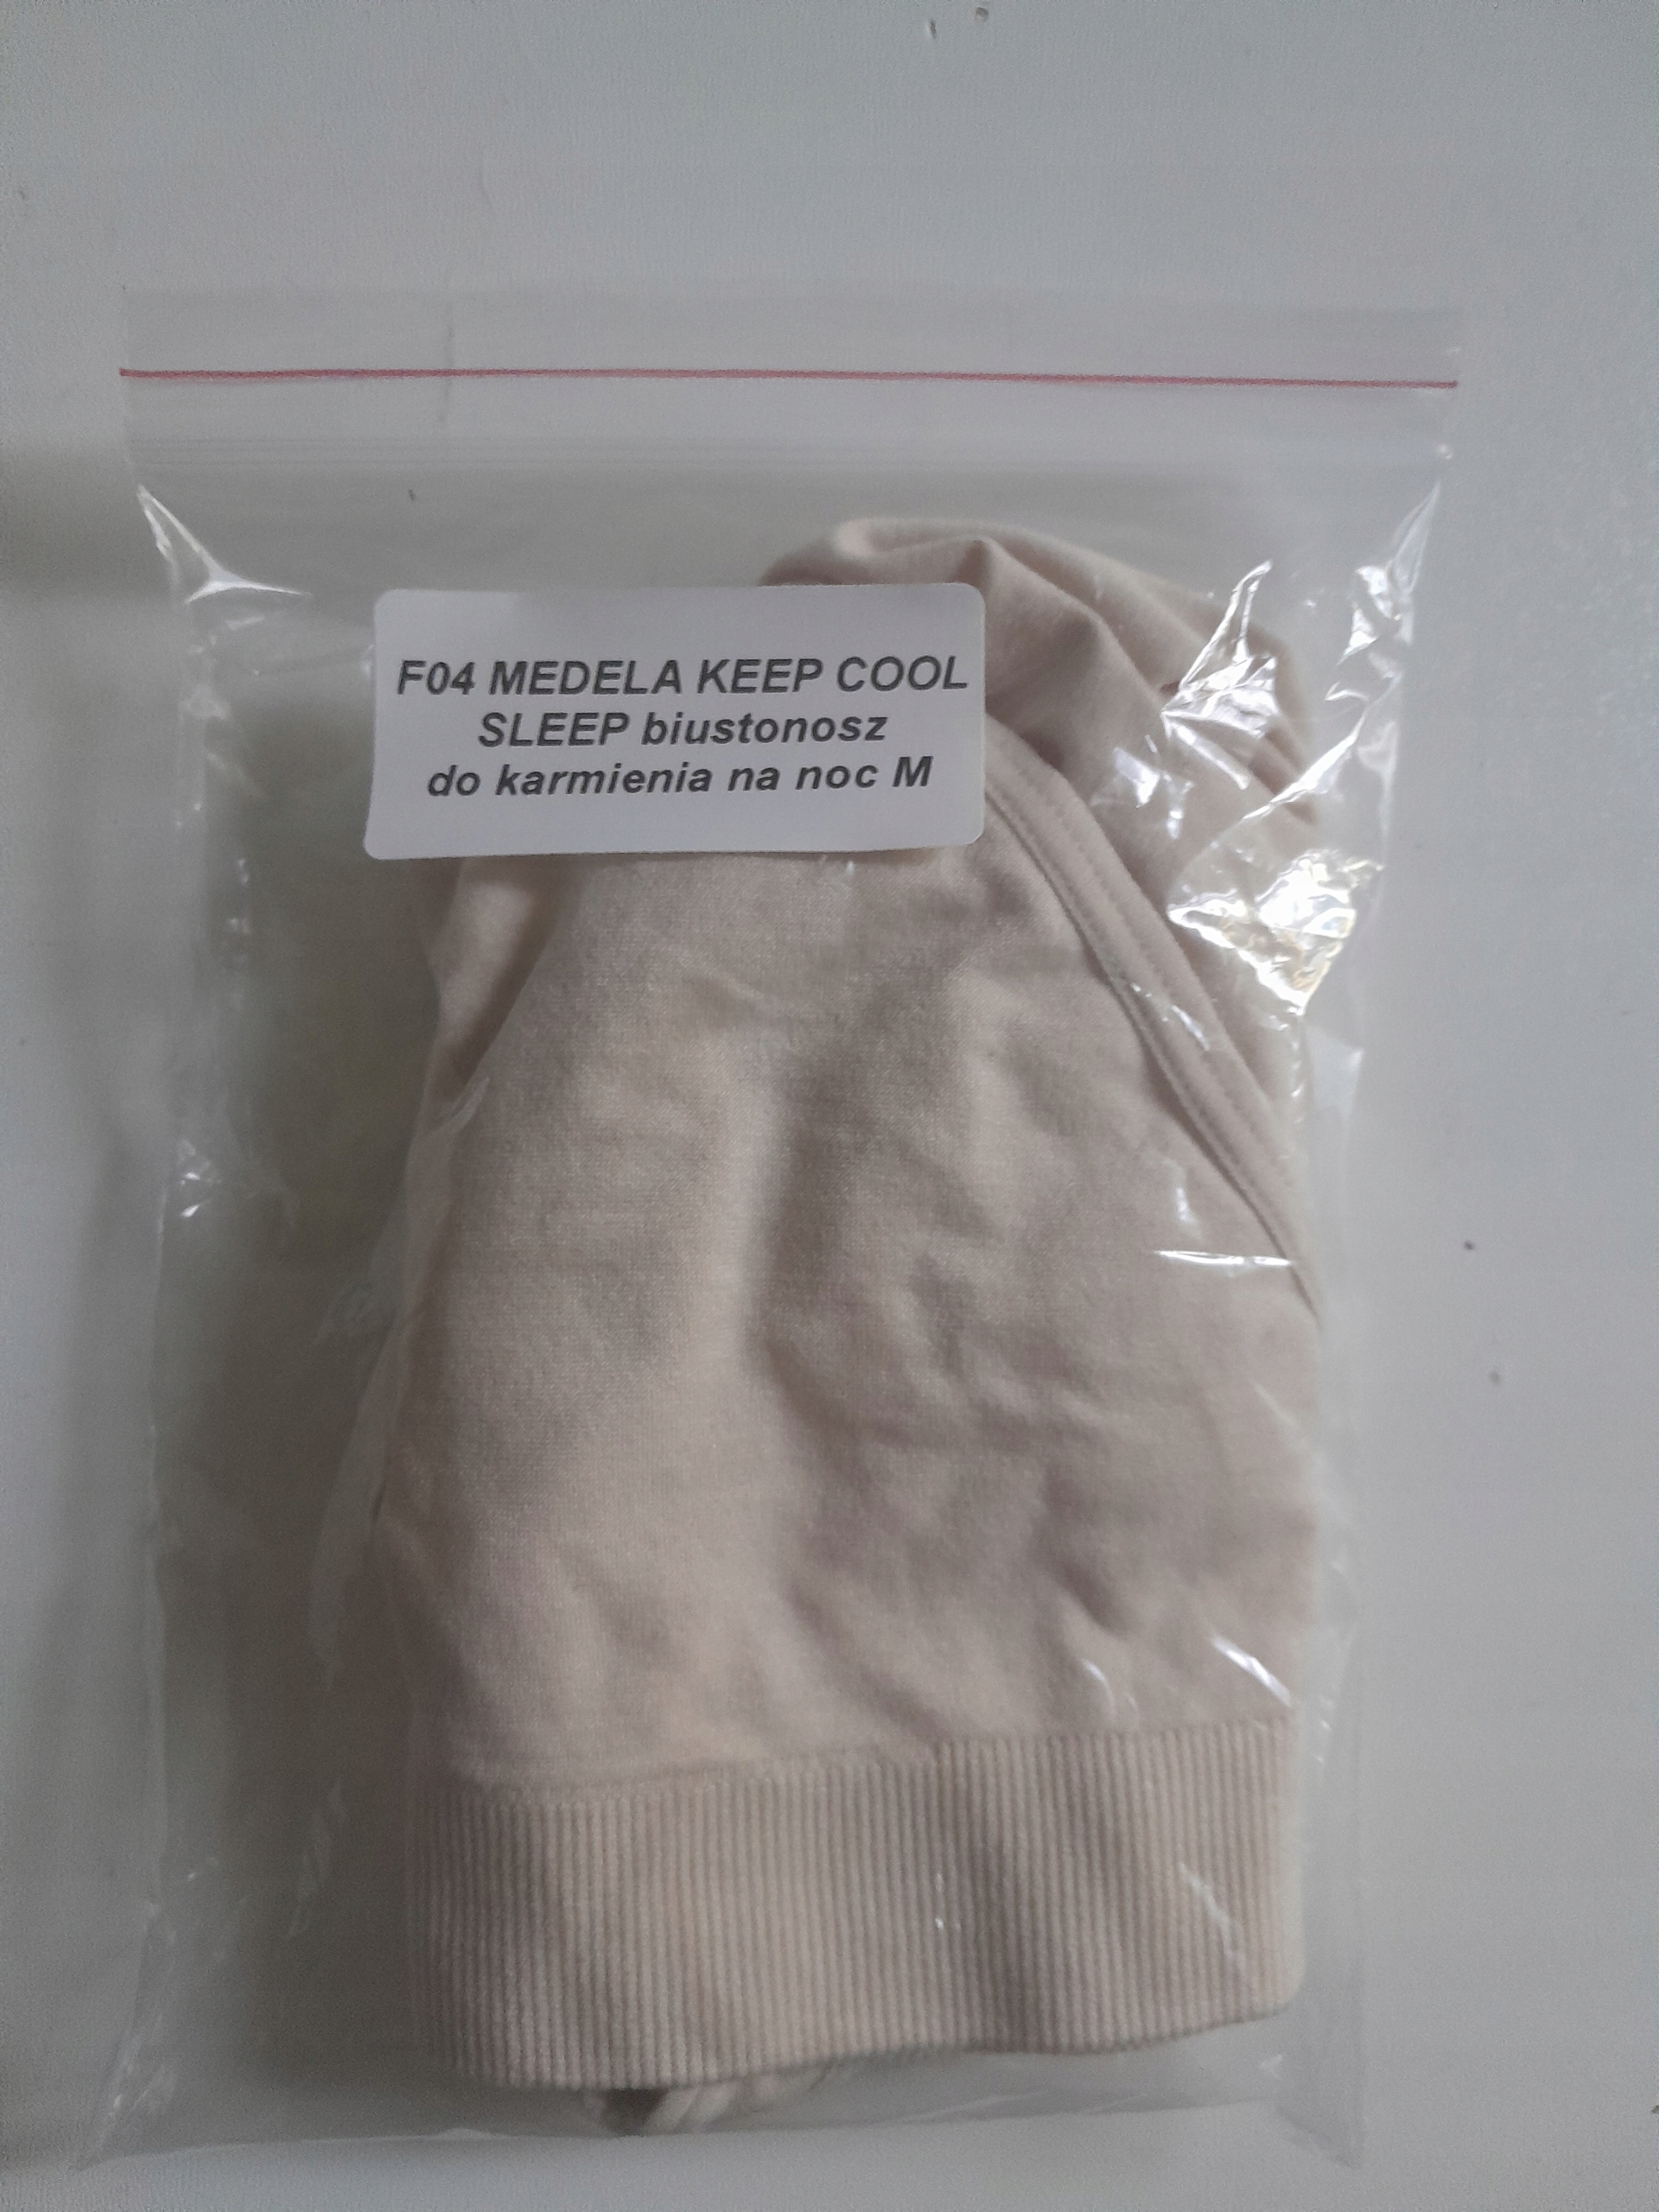 F04 MEDELA KEEP COOL
SLEEP biustonosz
do karmienia na noc M